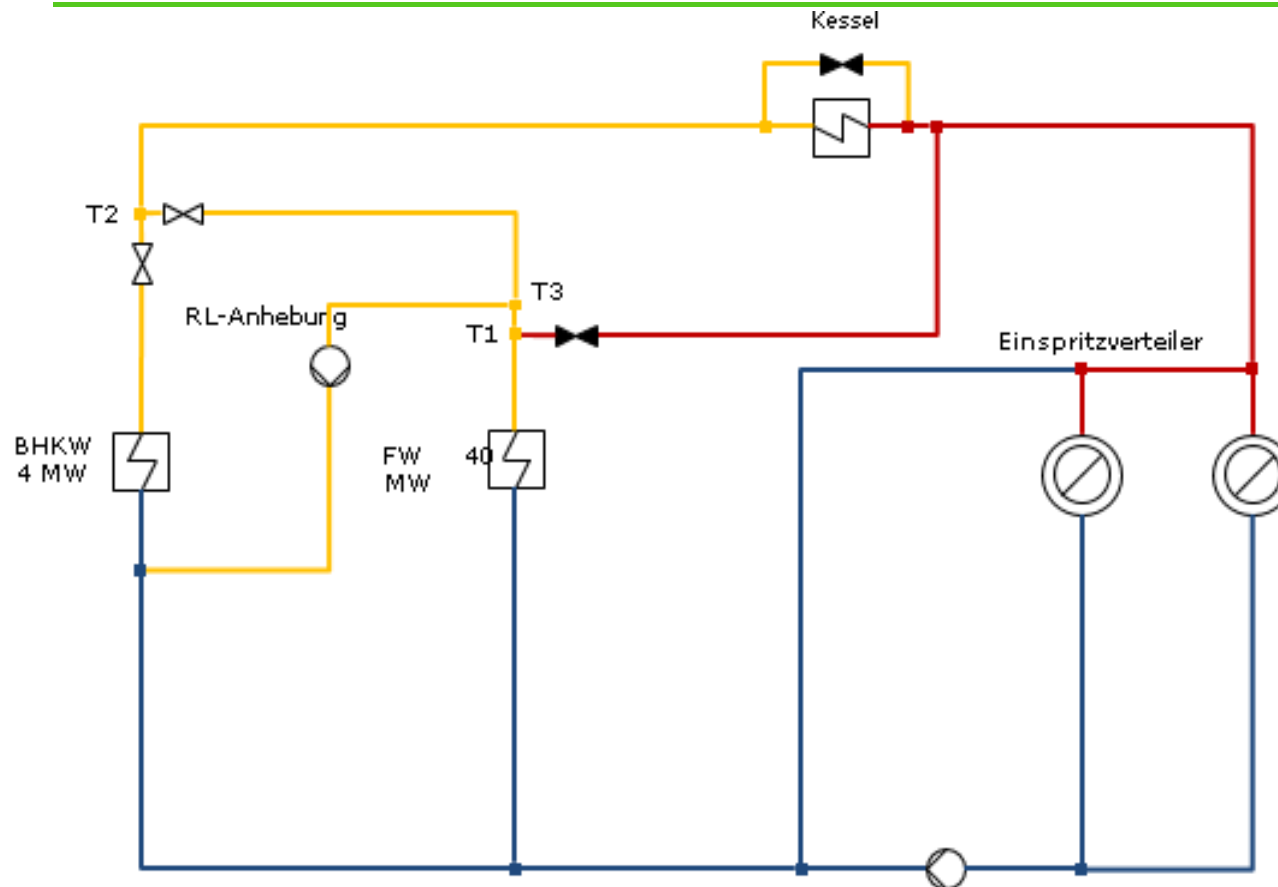 Kessel
T2
T3
RL-Anhebung
T1
Einspritzverteiler
BHKW
4 MW
FW 40
MW